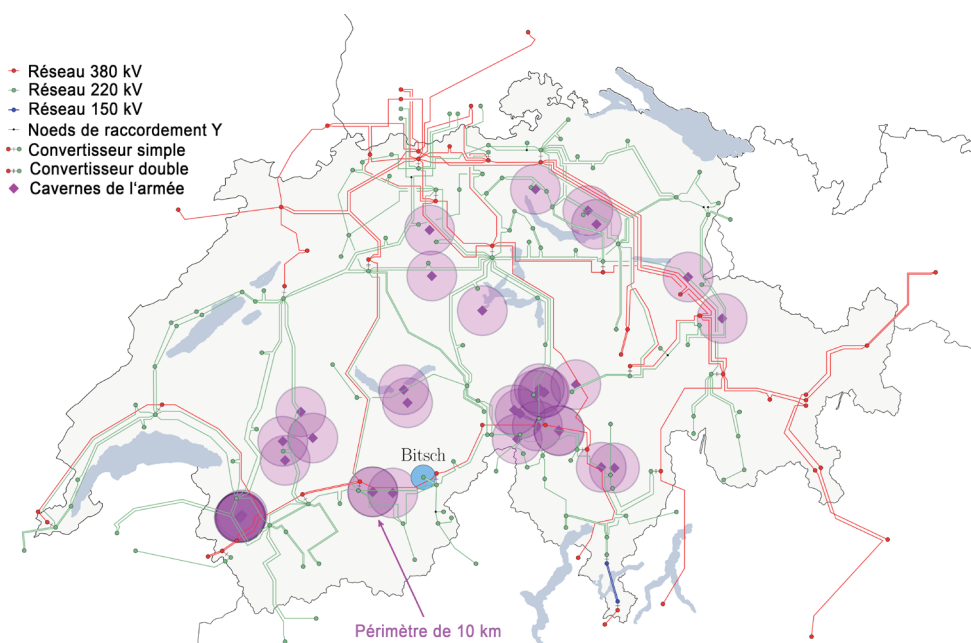 Réseau 380 kV
Réseau 220 kV
Réseau 150 kV
Noeds de raccordement Y
Convertisseur simple
Convertisseur double
Cavernes de l'armée
Bitsch
Périmètre de 10 km